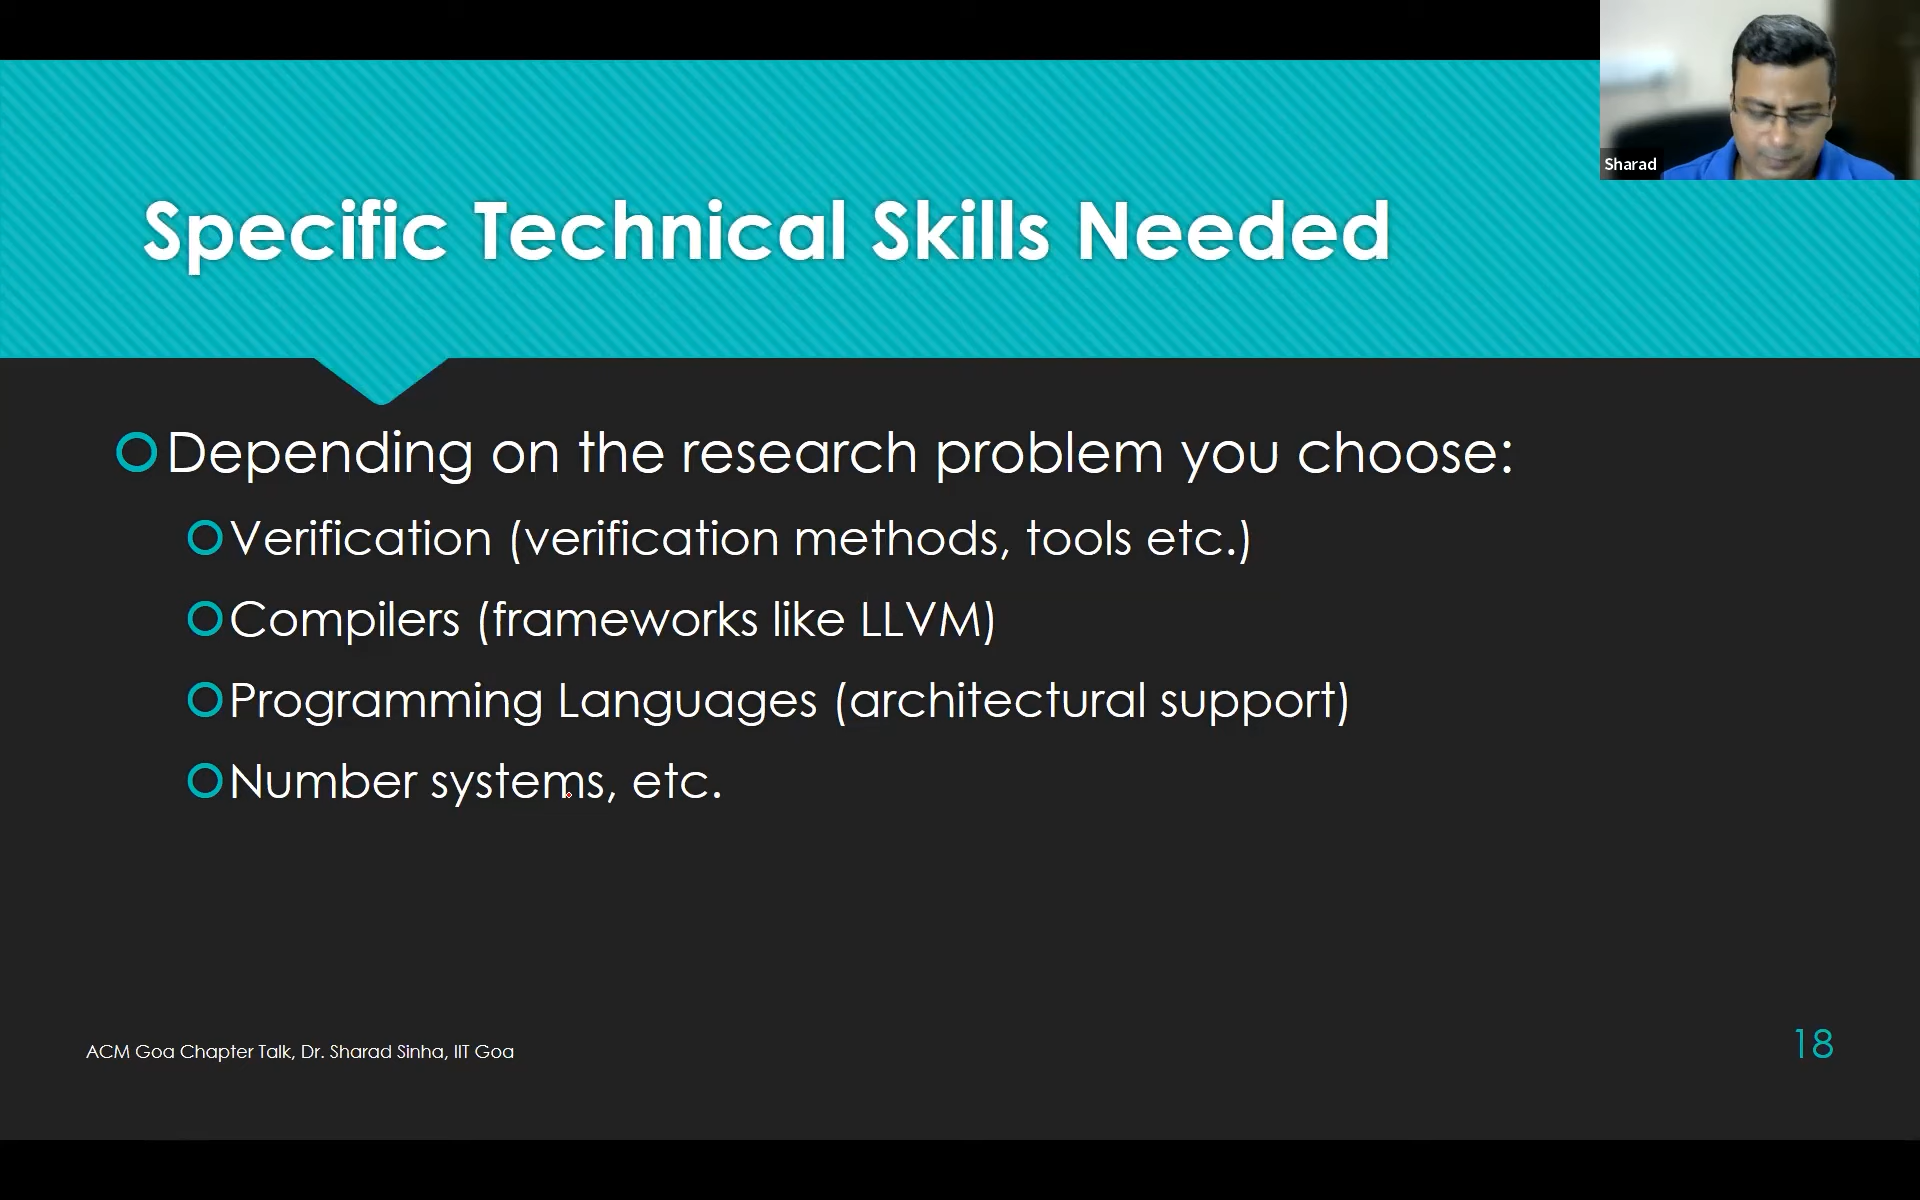 Sharad
Specific Technical Skills Needed
Depending on the research problem you choose:
Verification (verification methods, tools etc.)
Compilers (frameworks like LLVM)
Programming Languages (architectural support)
Number systems, etc.
ACM Goa Chapter Talk, Dr. Sharad Sinha, IIT Goa
18